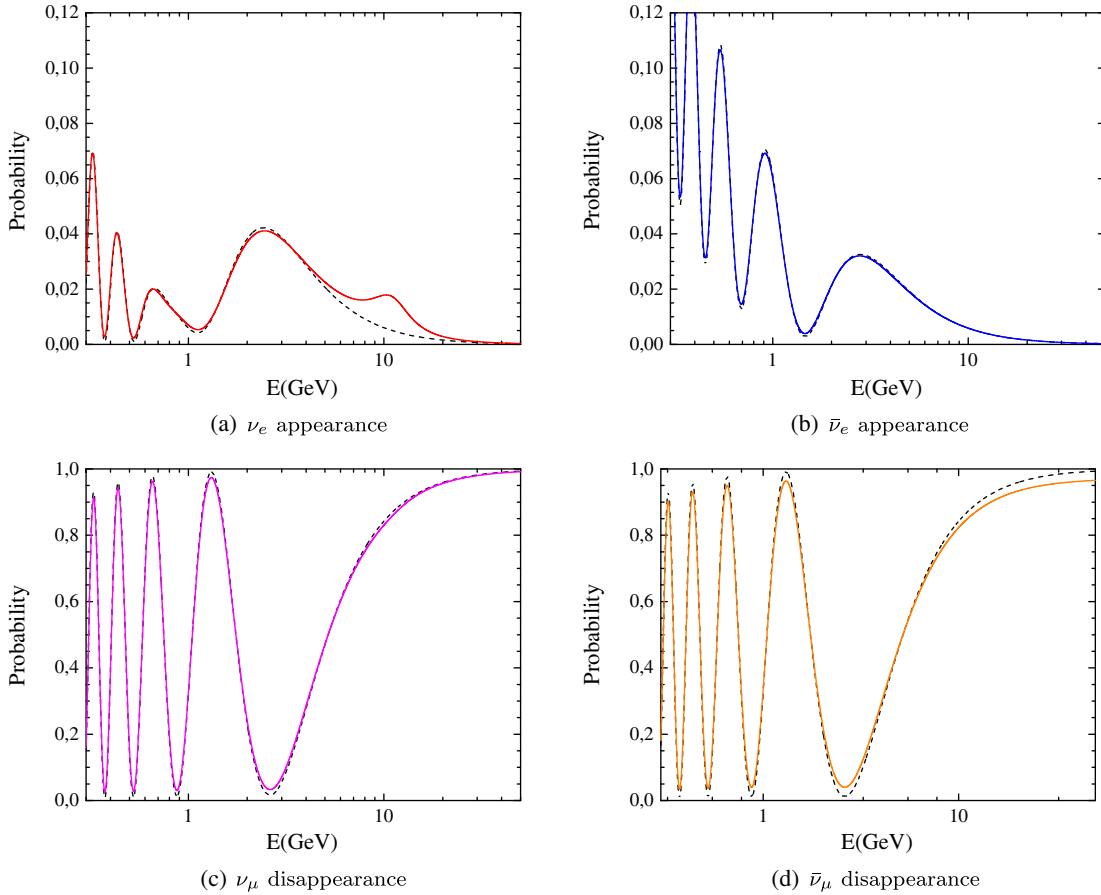 0,12
0,10
0,08
0,06
0,04
0,02
0,00
Probability
1
10
E(GeV)
(a) νe appearance
0,12
0,10
0,08
0,06
0,04
0,02
0,00
Probability
1
10
E(GeV)
(b) ν̄e appearance
1,0
0,8
0,6
0,4
0,2
0,0
Probability
1
10
E(GeV)
(c) νμ disappearance
1,0
0,8
0,6
0,4
0,2
0,0
Probability
1
10
E(GeV)
(d) ν̄μ disappearance